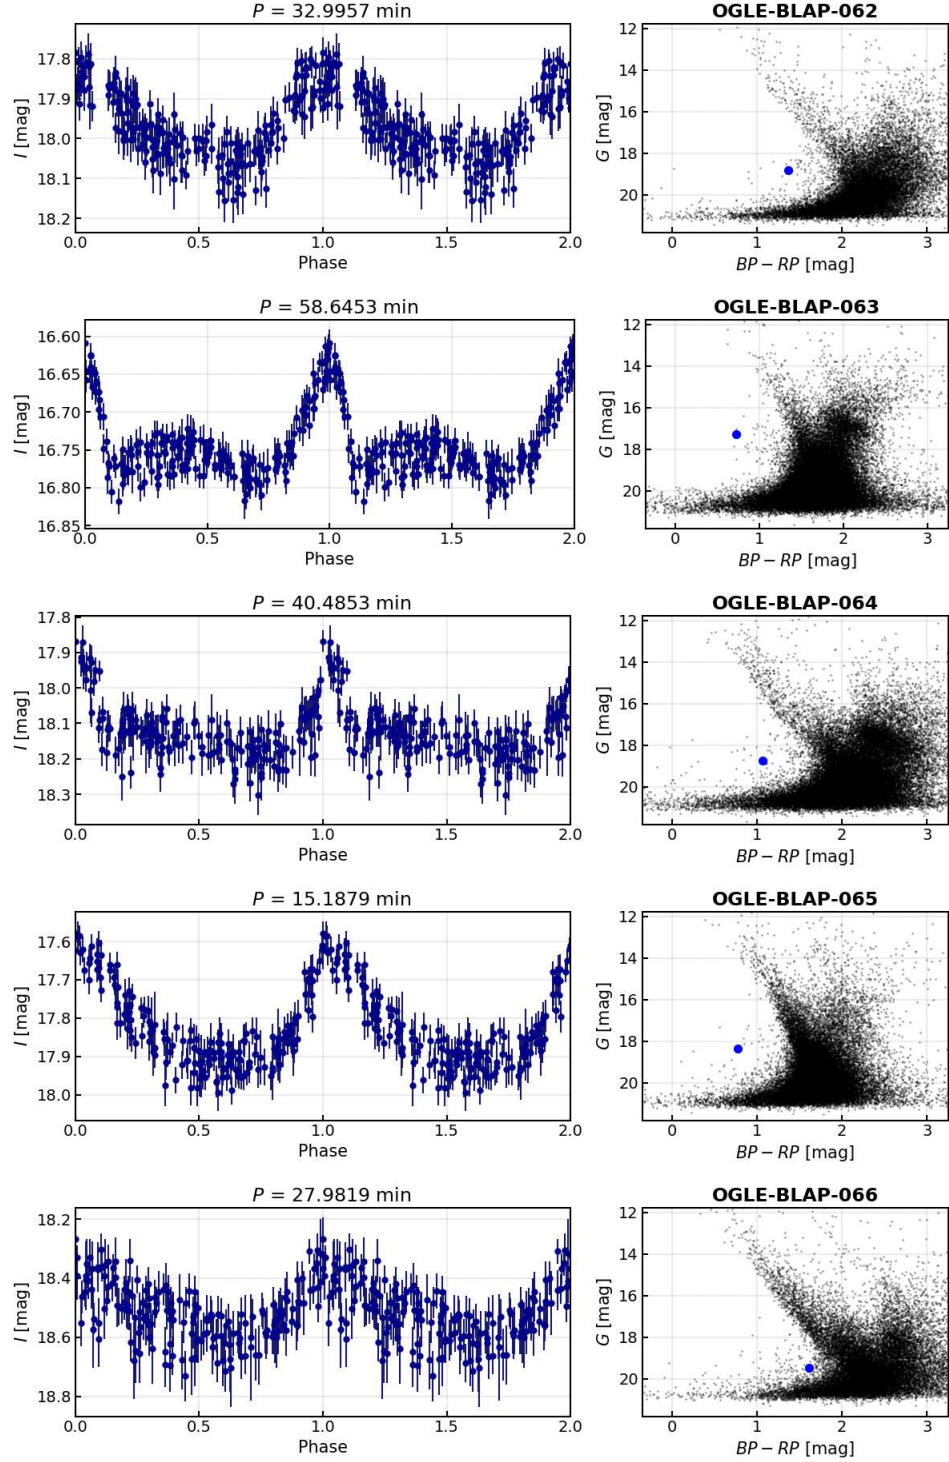 P = 32.9957 min
OGLE-BLAP-062
17.8
17.9
18.0
18.1
18.2
I [mag]
0.0 0.5 1.0 1.5 2.0
Phase
12
14
16
18
20
G [mag]
0 1 2 3
BP − RP [mag]
P = 58.6453 min
OGLE-BLAP-063
16.60
16.65
16.70
16.75
16.80
16.85
I [mag]
0.0 0.5 1.0 1.5 2.0
Phase
12
14
16
18
20
G [mag]
0 1 2 3
BP − RP [mag]
P = 40.4853 min
OGLE-BLAP-064
17.8
17.9
18.0
18.1
18.2
18.3
I [mag]
0.0 0.5 1.0 1.5 2.0
Phase
12
14
16
18
20
G [mag]
0 1 2 3
BP − RP [mag]
P = 15.1879 min
OGLE-BLAP-065
17.6
17.7
17.8
17.9
18.0
I [mag]
0.0 0.5 1.0 1.5 2.0
Phase
12
14
16
18
20
G [mag]
0 1 2 3
BP − RP [mag]
P = 27.9819 min
OGLE-BLAP-066
18.2
18.4
18.6
18.8
I [mag]
0.0 0.5 1.0 1.5 2.0
Phase
12
14
16
18
20
G [mag]
0 1 2 3
BP − RP [mag]